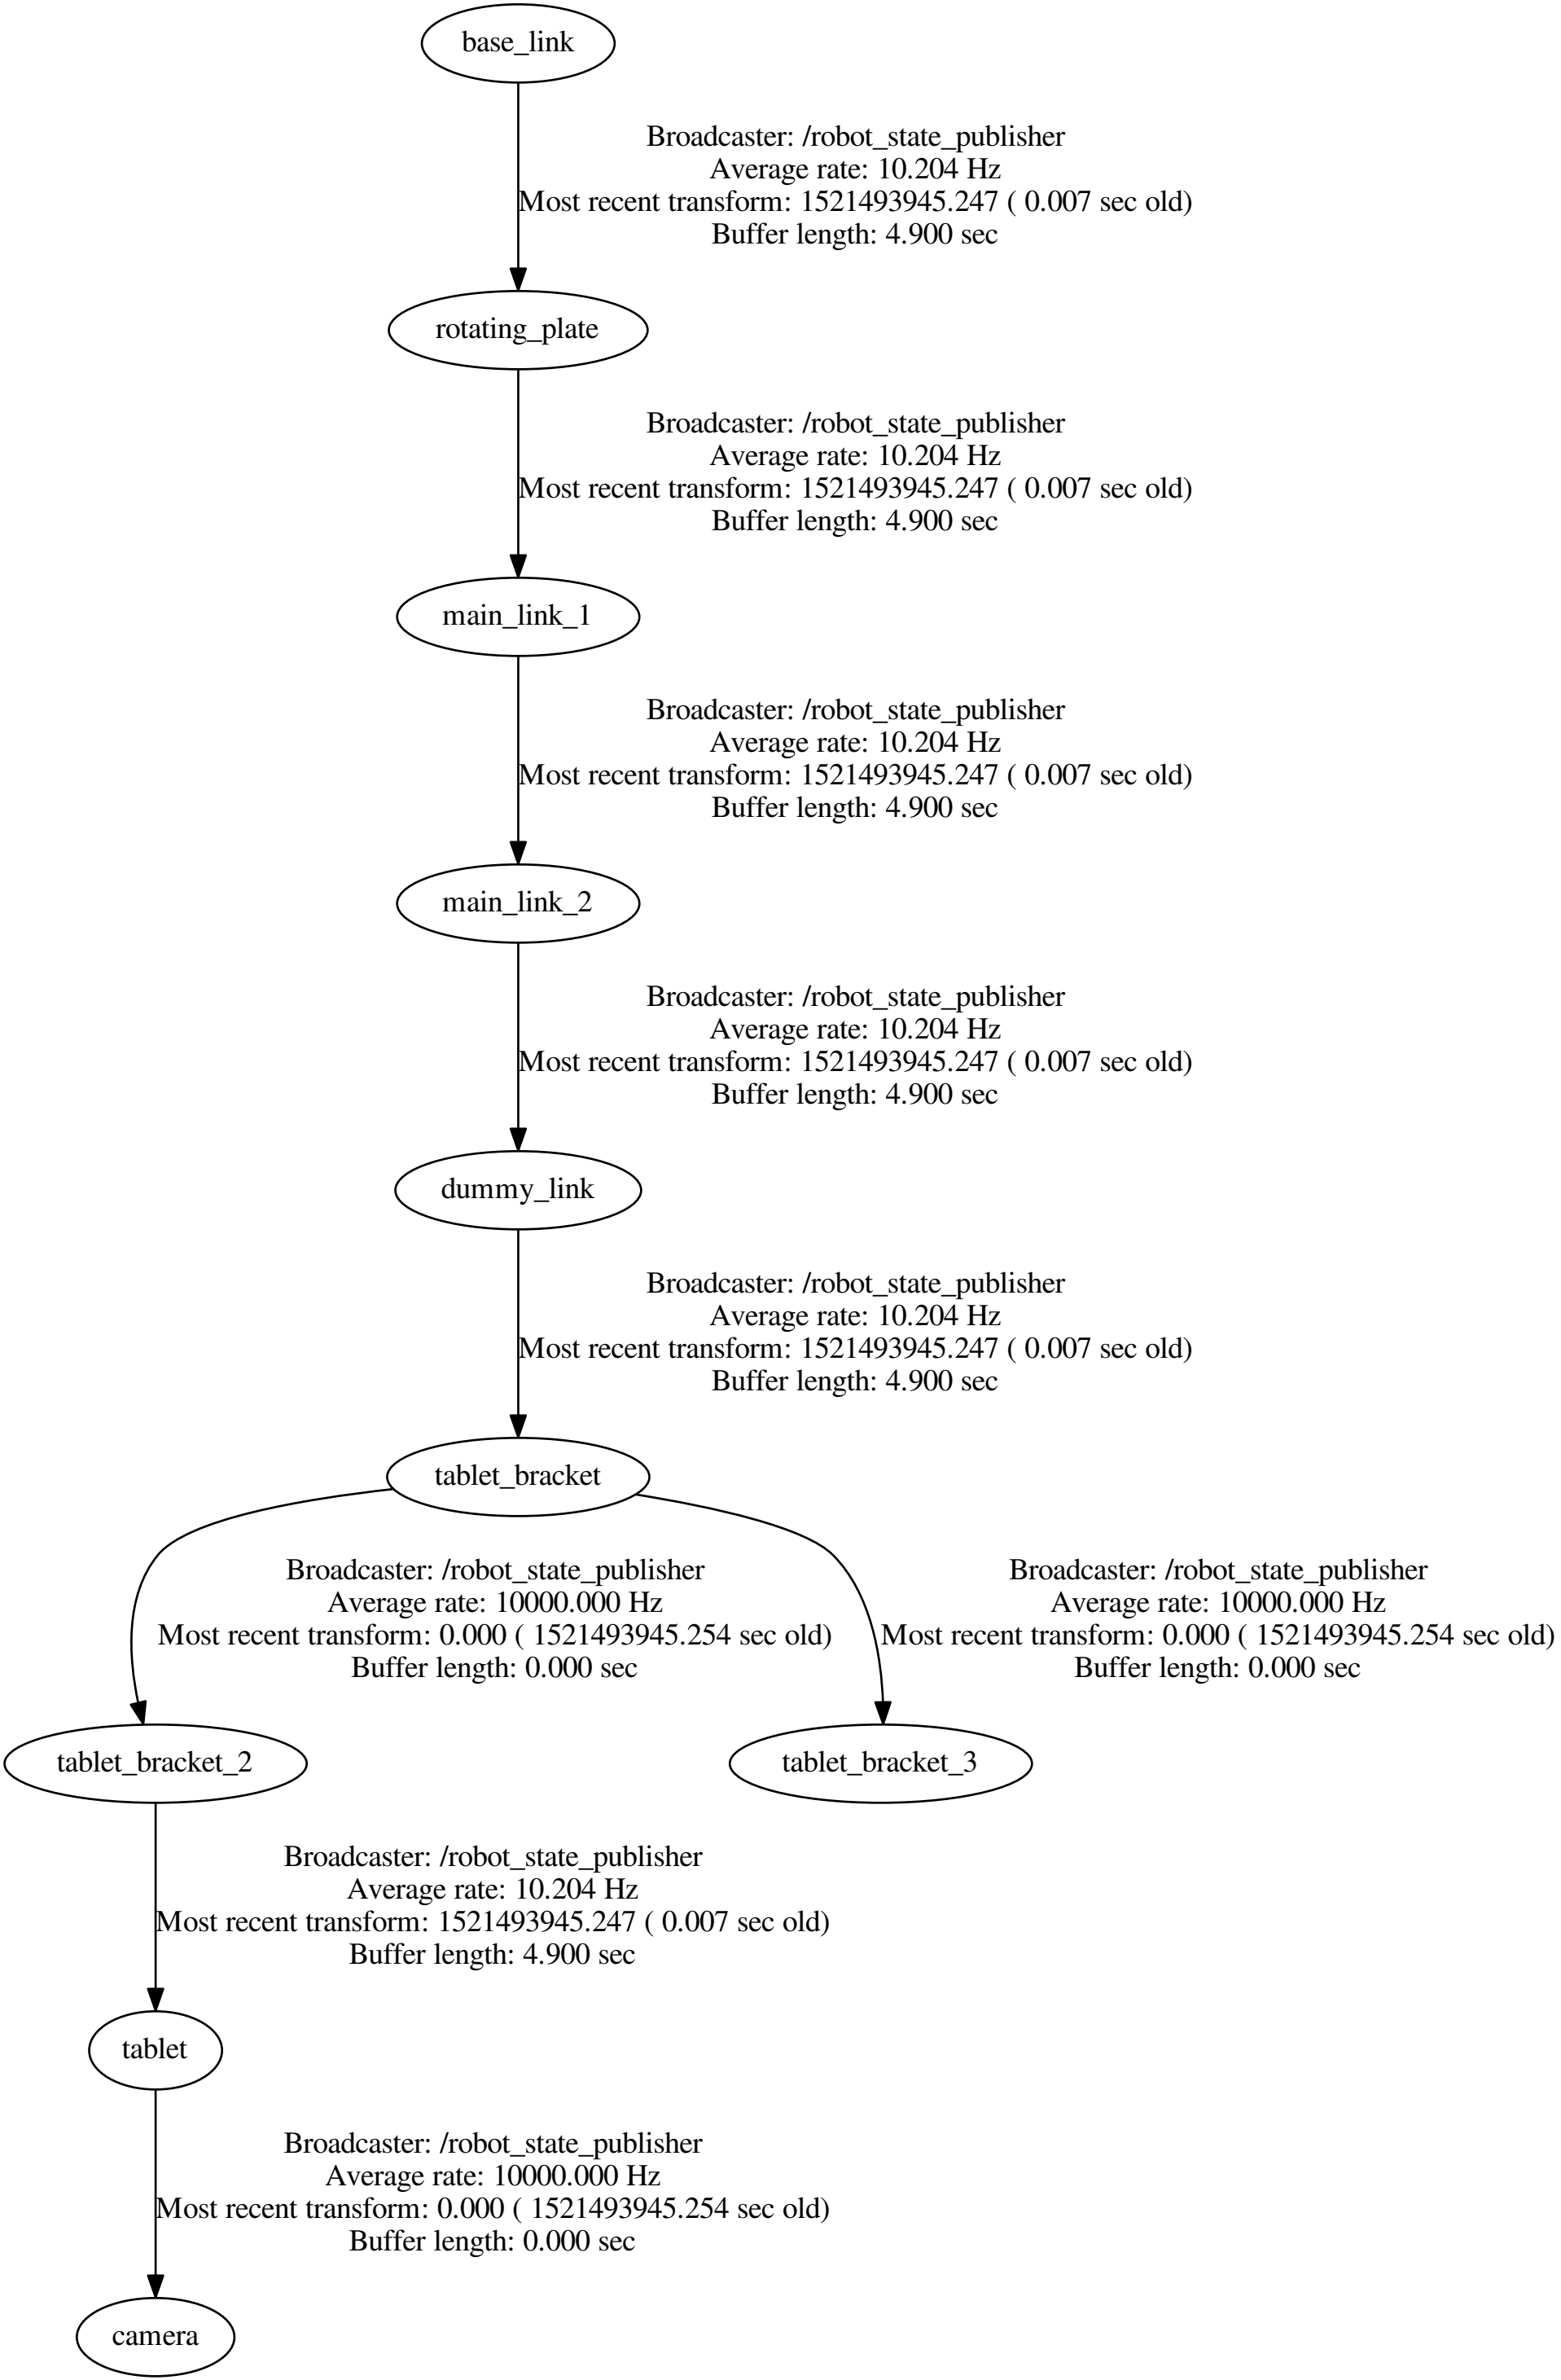 base_link
Broadcaster: /robot_state_publisher
Average rate: 10.204 Hz
Most recent transform: 1521493945.247 ( 0.007 sec old)
Buffer length: 4.900 sec
rotating_plate
Broadcaster: /robot_state_publisher
Average rate: 10.204 Hz
Most recent transform: 1521493945.247 ( 0.007 sec old)
Buffer length: 4.900 sec
main_link_1
Broadcaster: /robot_state_publisher
Average rate: 10.204 Hz
Most recent transform: 1521493945.247 ( 0.007 sec old)
Buffer length: 4.900 sec
main_link_2
Broadcaster: /robot_state_publisher
Average rate: 10.204 Hz
Most recent transform: 1521493945.247 ( 0.007 sec old)
Buffer length: 4.900 sec
dummy_link
Broadcaster: /robot_state_publisher
Average rate: 10.204 Hz
Most recent transform: 1521493945.247 ( 0.007 sec old)
Buffer length: 4.900 sec
tablet_bracket
Broadcaster: /robot_state_publisher
Average rate: 10000.000 Hz
Most recent transform: 0.000 ( 1521493945.254 sec old)
Buffer length: 0.000 sec
Broadcaster: /robot_state_publisher
Average rate: 10000.000 Hz
Most recent transform: 0.000 ( 1521493945.254 sec old)
Buffer length: 0.000 sec
tablet_bracket_2
tablet_bracket_3
Broadcaster: /robot_state_publisher
Average rate: 10.204 Hz
Most recent transform: 1521493945.247 ( 0.007 sec old)
Buffer length: 4.900 sec
tablet
Broadcaster: /robot_state_publisher
Average rate: 10000.000 Hz
Most recent transform: 0.000 ( 1521493945.254 sec old)
Buffer length: 0.000 sec
camera